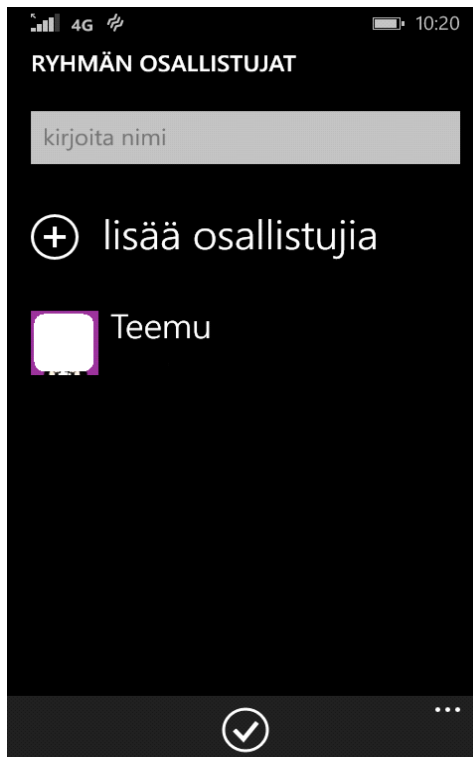 4G 10:20
RYHMÄN OSALLISTUJAT
kirjoita nimi
lisää osallistujia
Teemu